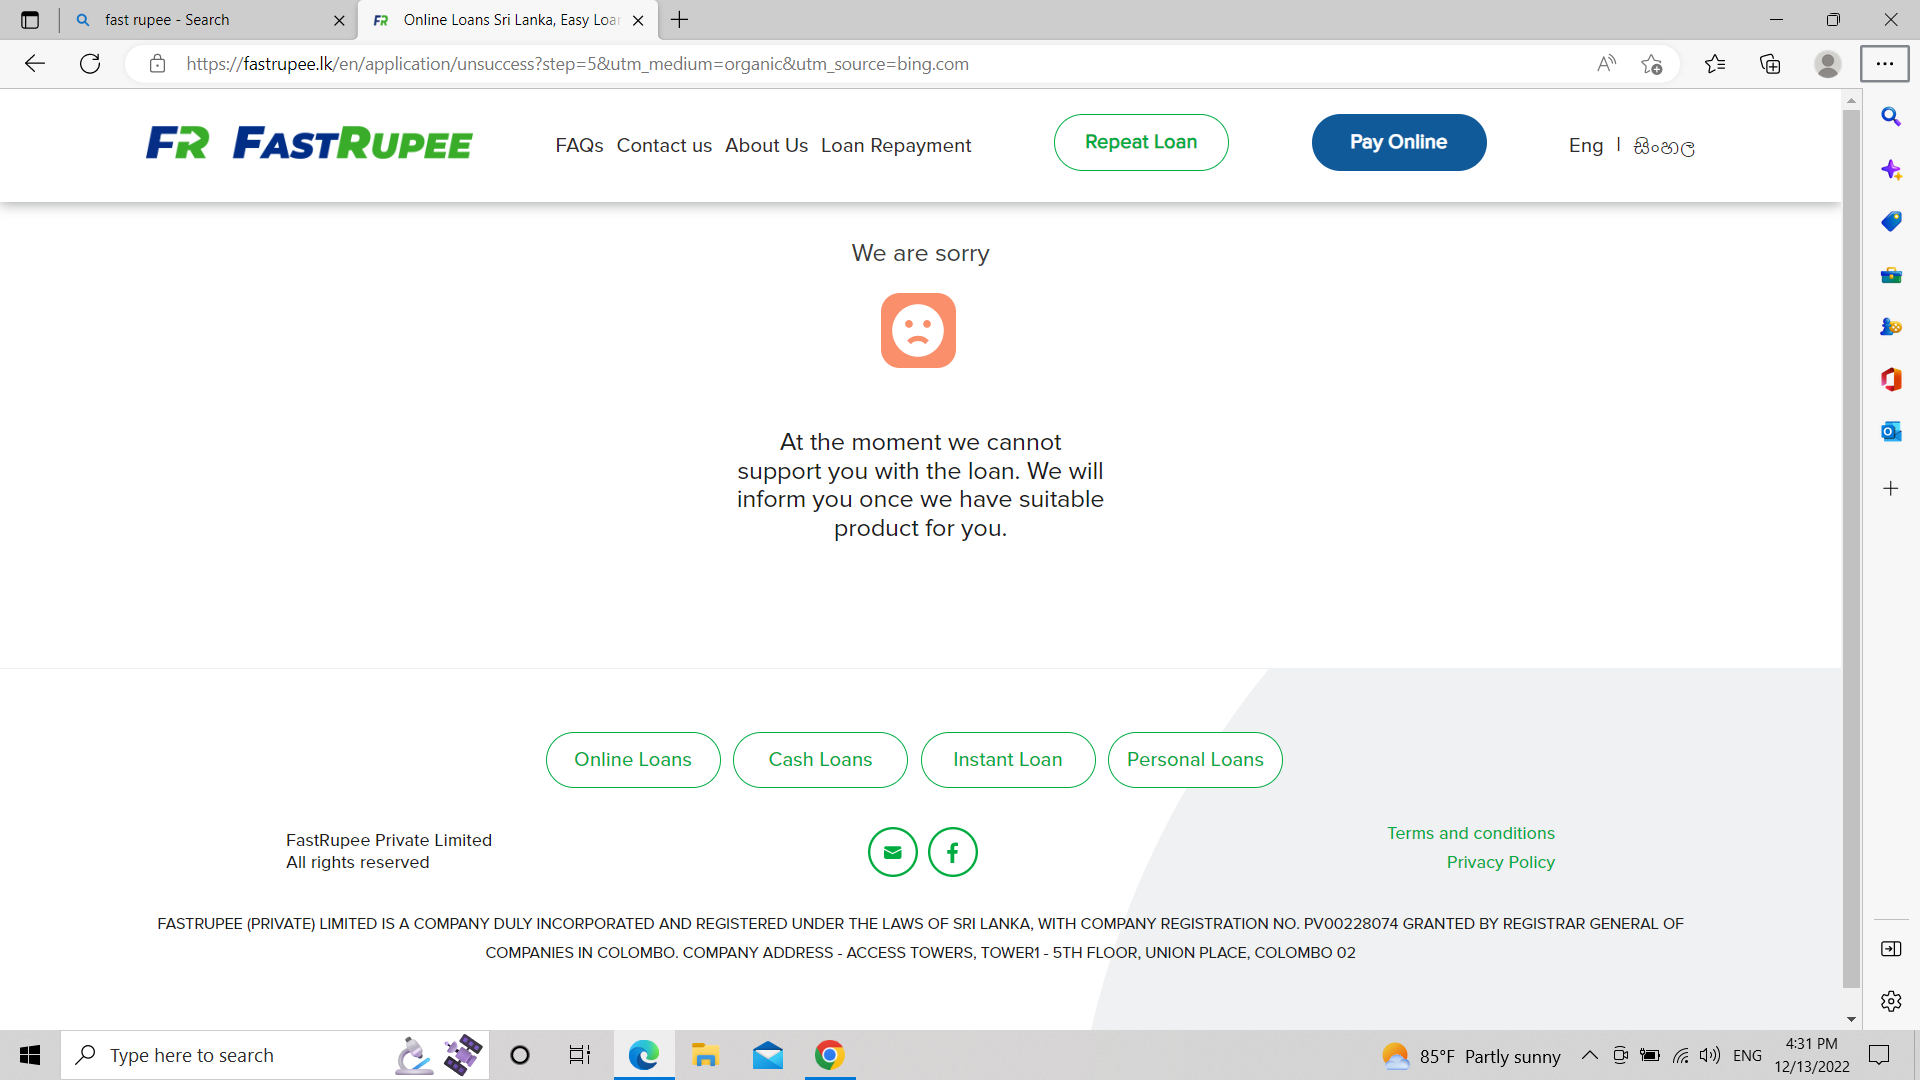 fast rupee - Search
Online Loans Sri Lanka, Easy Loan
https://fastrupee.lk/en/application/unsuccess?step=5&utm_medium=organic&utm_source=bing.com
FR FASTRUPEE
FAQs Contact us About Us Loan Repayment
Repeat Loan
Pay Online
Eng | සිංහල
We are sorry
At the moment we cannot
support you with the loan. We will
inform you once we have suitable
product for you.
Online Loans
Cash Loans
Instant Loan
Personal Loans
FastRupee Private Limited
All rights reserved
Terms and conditions
Privacy Policy
FASTRUPEE (PRIVATE) LIMITED IS A COMPANY DULY INCORPORATED AND REGISTERED UNDER THE LAWS OF SRI LANKA, WITH COMPANY REGISTRATION NO. PV00228074 GRANTED BY REGISTRAR GENERAL OF
COMPANIES IN COLOMBO. COMPANY ADDRESS - ACCESS TOWERS, TOWER1 - 5TH FLOOR, UNION PLACE, COLOMBO 02
Type here to search
85°F Partly sunny
ENG
4:31 PM
12/13/2022